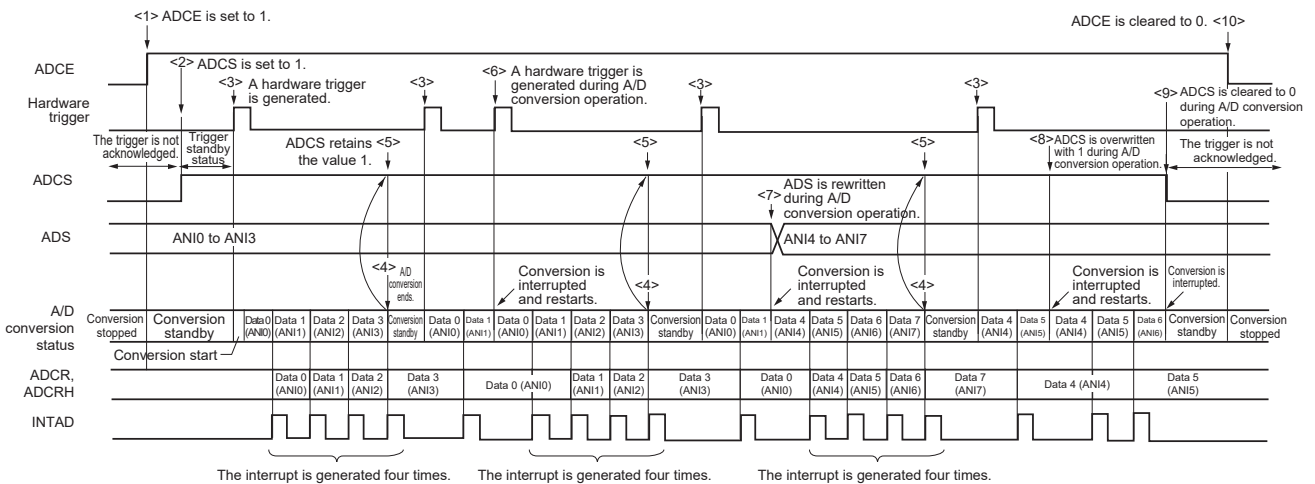 <1> ADCE is set to 1.
ADCE is cleared to 0. <10>
ADCE
<2> ADCS is set to 1.
<3> A hardware trigger
is generated.
<3>
<6> A hardware trigger is
generated during A/D
conversion operation.
<3>
<3>
<9> ADCS is cleared to 0
during A/D conversion
operation.
Hardware
trigger
The trigger is not
acknowledged.
Trigger
standby
status
ADCS retains <5>
the value 1.
<5>
<5>
<8> ADCS is overwritten
with 1 during A/D
conversion operation.
The trigger is not
acknowledged.
ADCS
<7> ADS is rewritten
during A/D
conversion operation.
ADS
ANI0 to ANI3
ANI4 to ANI7
<4> A/D
conversion
ends.
Conversion is
interrupted
and restarts.
<4>
Conversion is
interrupted
and restarts.
<4>
Conversion is
interrupted
and restarts.
Conversion is
interrupted.
A/D
conversion
status
Conversion
stopped
Conversion
standby
Data 0
(ANI0)
Data 1
(ANI1)
Data 2
(ANI2)
Data 3
(ANI3)
Conversion
standby
Data 0
(ANI0)
Data 1
(ANI1)
Data 0
(ANI0)
Data 1
(ANI1)
Data 2
(ANI2)
Data 3
(ANI3)
Conversion
standby
Data 0
(ANI0)
Data 1
(ANI1)
Data 4
(ANI4)
Data 5
(ANI5)
Data 6
(ANI6)
Data 7
(ANI7)
Conversion
standby
Data 4
(ANI4)
Data 5
(ANI5)
Data 4
(ANI4)
Data 5
(ANI5)
Data 6
(ANI6)
Conversion
standby
Conversion
stopped
Conversion start
ADCR,
ADCRH
Data 0
(ANI0)
Data 1
(ANI1)
Data 2
(ANI2)
Data 3
(ANI3)
Data 0 (ANI0)
Data 1
(ANI1)
Data 2
(ANI2)
Data 3
(ANI3)
Data 0
(ANI0)
Data 4
(ANI4)
Data 5
(ANI5)
Data 6
(ANI6)
Data 7
(ANI7)
Data 4 (ANI4)
Data 5
(ANI5)
INTAD
The interrupt is generated four times.
The interrupt is generated four times.
The interrupt is generated four times.